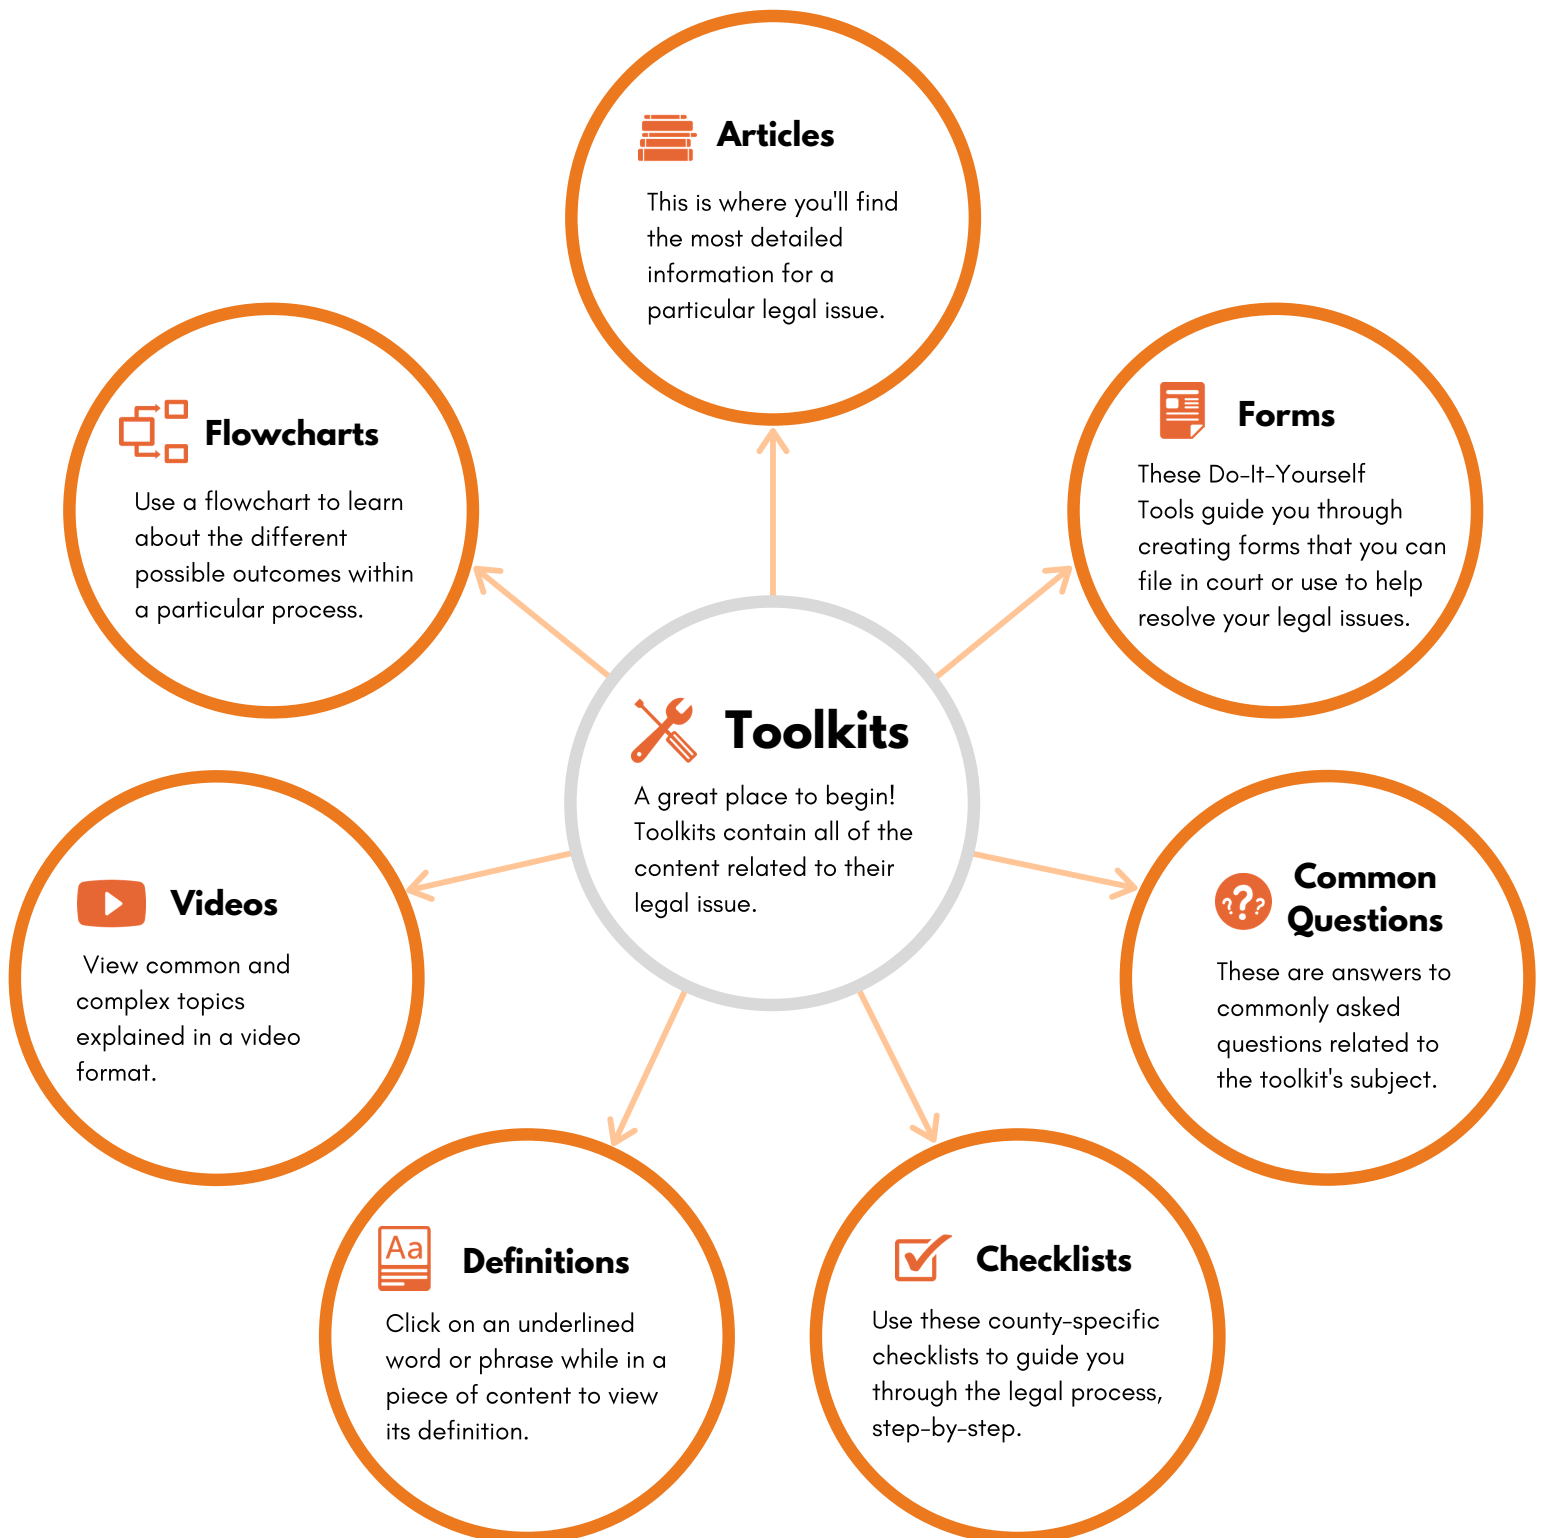 Articles
This is where you'll find
the most detailed
information for a
particular legal issue.
Flowcharts
Use a flowchart to learn
about the different
possible outcomes within
a particular process.
Forms
These Do-It-Yourself
Tools guide you through
creating forms that you can
file in court or use to help
resolve your legal issues.
Toolkits
A great place to begin!
Toolkits contain all of the
content related to their
legal issue.
Videos
View common and
complex topics
explained in a video
format.
Common
Questions
These are answers to
commonly asked
questions related to
the toolkit's subject.
Aa
Definitions
Click on an underlined
word or phrase while in a
piece of content to view
its definition.
Checklists
Use these county-specific
checklists to guide you
through the legal process,
step-by-step.